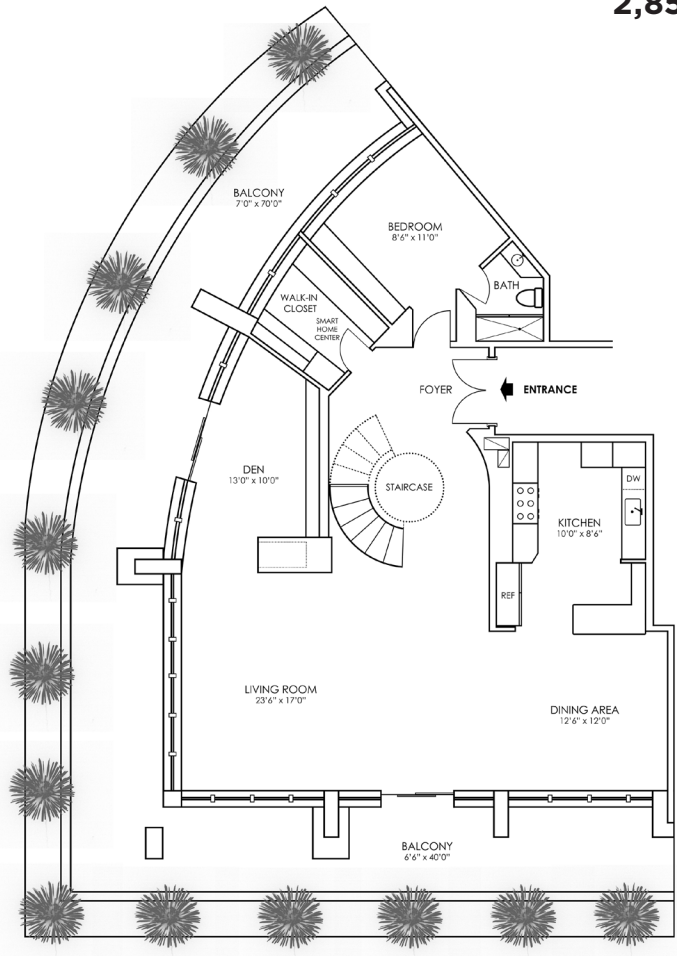 2,85
BALCONY
7'0" x 70'0"
BEDROOM
8'6" x 11'0"
BATH
WALK-IN
CLOSET
SMART
HOME
CENTER
FOYER
ENTRANCE
DEN
13'0" x 10'0"
STAIRCASE
DW
KITCHEN
10'0" x 8'6"
REF
LIVING ROOM
23'6" x 17'0"
DINING AREA
12'6" x 12'0"
BALCONY
6'6" x 40'0"